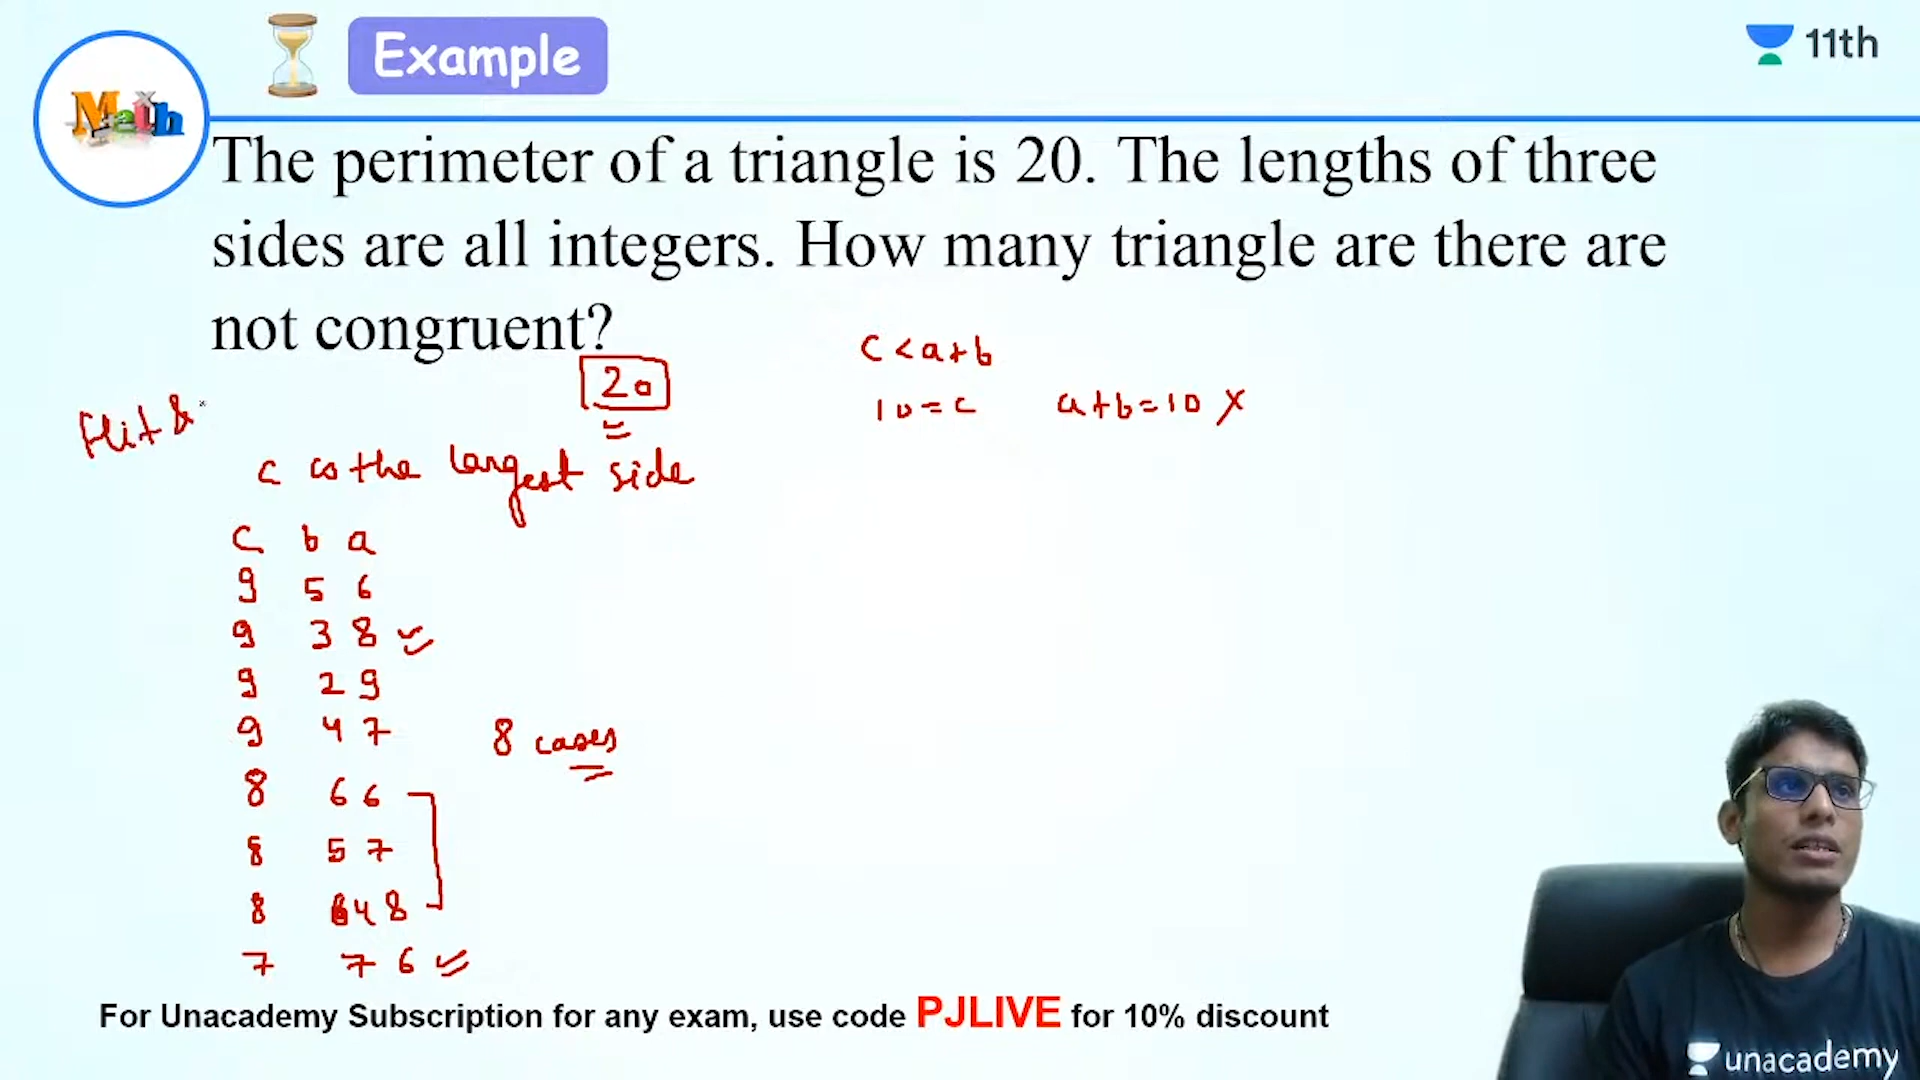 Math
Example
11th
The perimeter of a triangle is 20. The lengths of three
sides are all integers. How many triangle are there are
not congruent?
20
c < a+b
10 = c    a+b=10 x
c is the largest side
c b a
9 5 6
9 3 8
9 2 9
9 4 7
8 cases
8 6 6
8 5 7
8 4 8
7 7 6
For Unacademy Subscription for any exam, use code PJLIVE for 10% discount
unacademy